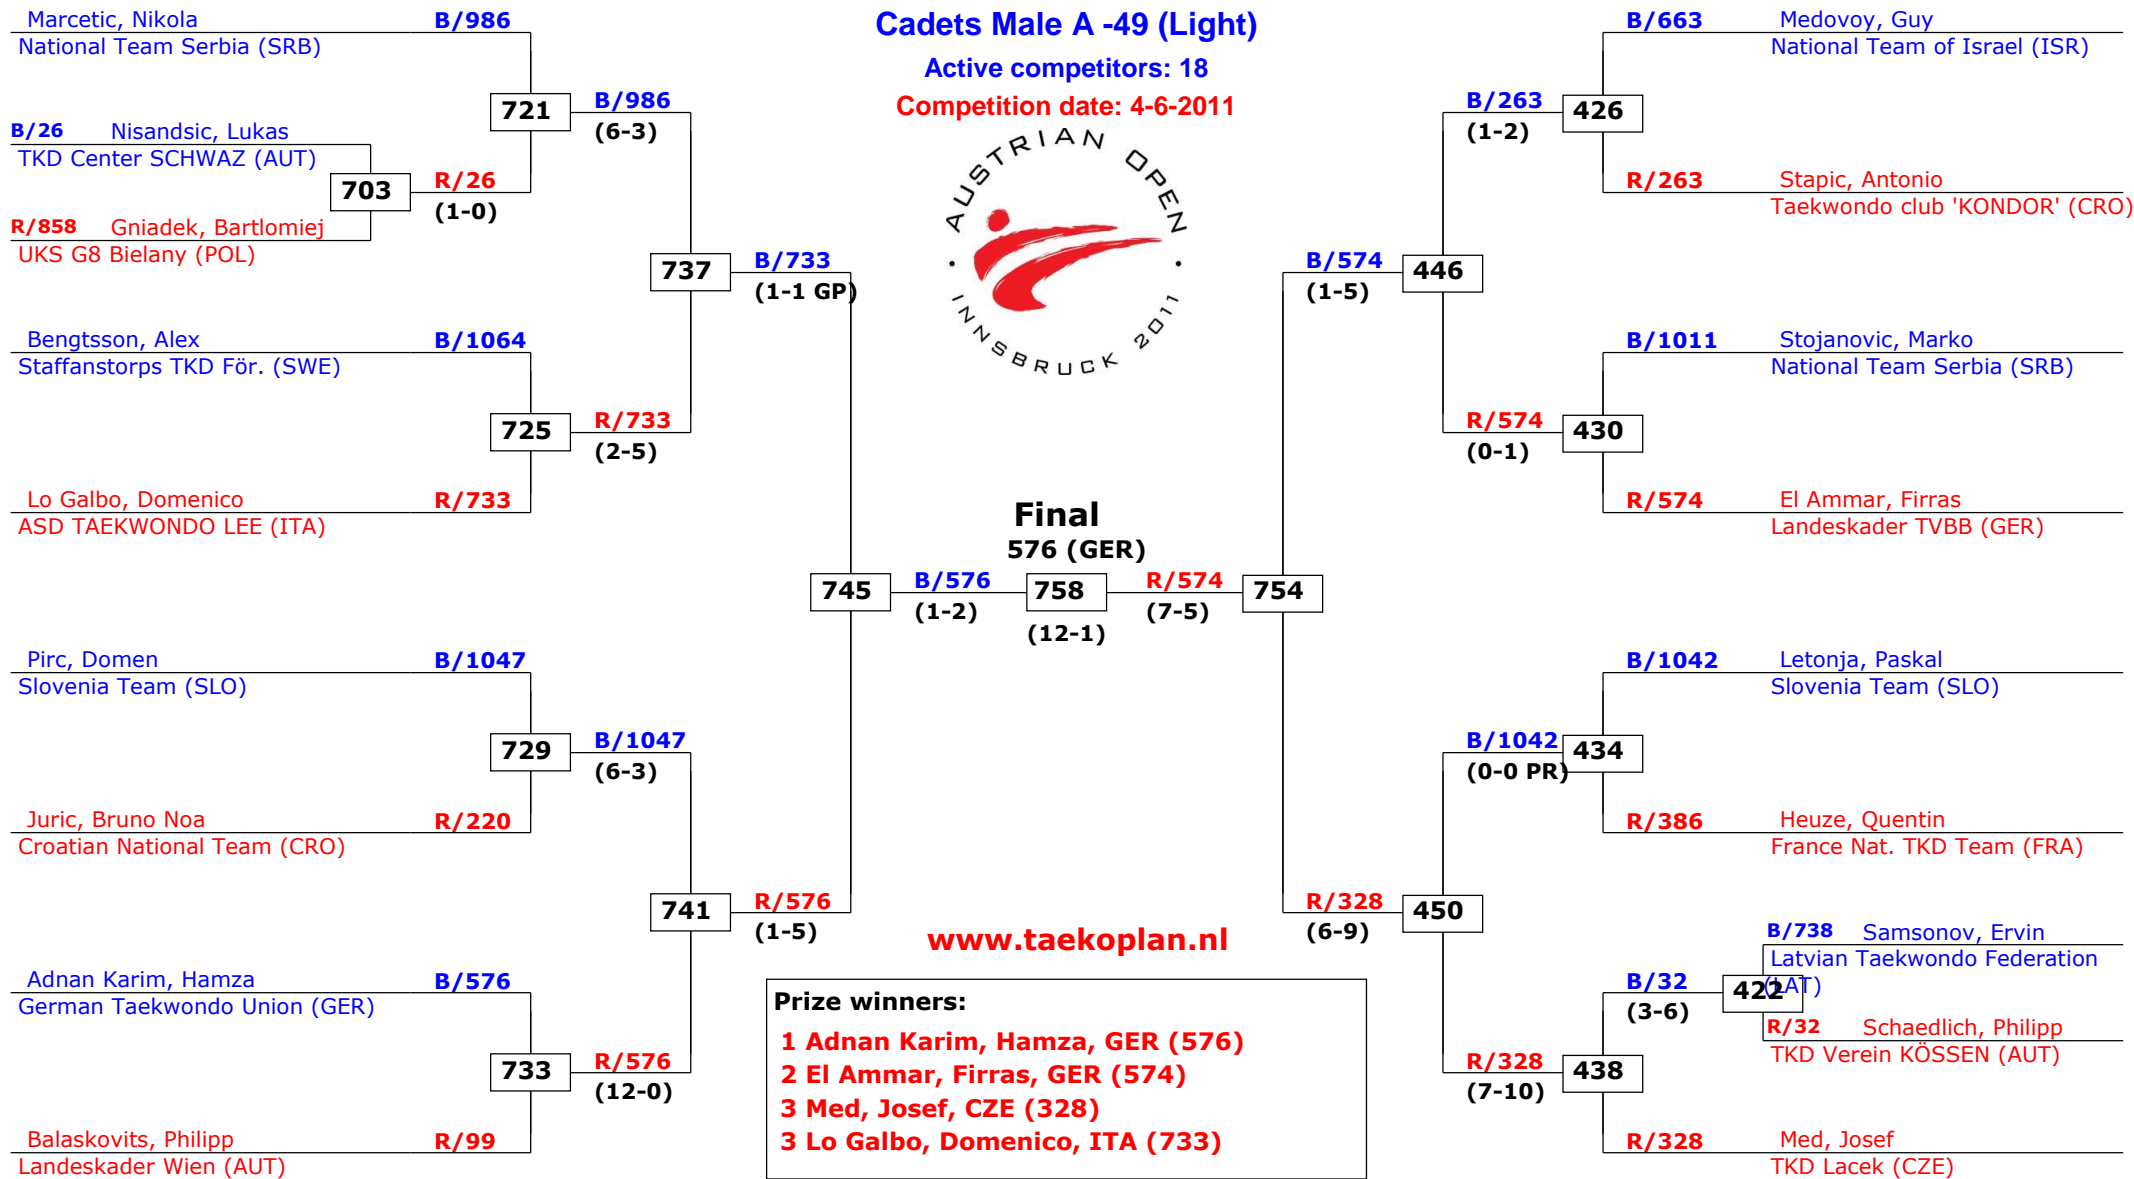 Cadets Male A -49 (Light)
Active competitors: 18
Competition date: 4-6-2011
AUSTRIAN OPEN
• INNSBRUCK 2011 •
Marcetic, Nikola B/986
National Team Serbia (SRB)
721
B/986
(6-3)
B/26 Nisandsic, Lukas
TKD Center SCHWAZ (AUT)
703
R/26
(1-0)
R/858 Gniadek, Bartlomiej
UKS G8 Bielany (POL)
737
B/733
(1-1 GP)
Bengtsson, Alex B/1064
Staffanstorps TKD För. (SWE)
725
R/733
(2-5)
Lo Galbo, Domenico R/733
ASD TAEKWONDO LEE (ITA)
745
B/576
(1-2)
Pirc, Domen B/1047
Slovenia Team (SLO)
729
B/1047
(6-3)
Juric, Bruno Noa R/220
Croatian National Team (CRO)
741
R/576
(1-5)
Adnan Karim, Hamza B/576
German Taekwondo Union (GER)
733
R/576
(12-0)
Balaskovits, Philipp R/99
Landeskader Wien (AUT)
Final
576 (GER)
758
(12-1)
R/574
(7-5)
754
B/663 Medovoy, Guy
National Team of Israel (ISR)
B/263
(1-2)
426
R/263 Stapic, Antonio
Taekwondo club 'KONDOR' (CRO)
B/574
(1-5)
446
B/1011 Stojanovic, Marko
National Team Serbia (SRB)
R/574
(0-1)
430
R/574 El Ammar, Firras
Landeskader TVBB (GER)
B/1042 Letonja, Paskal
Slovenia Team (SLO)
B/1042
(0-0 PR)
434
R/386 Heuze, Quentin
France Nat. TKD Team (FRA)
R/328
(6-9)
450
B/738 Samsonov, Ervin
Latvian Taekwondo Federation
(LAT)
B/32
(3-6)
422
R/32 Schaedlich, Philipp
TKD Verein KÖSSEN (AUT)
R/328
(7-10)
438
R/328 Med, Josef
TKD Lacek (CZE)
www.taekoplan.nl
Prize winners:
1 Adnan Karim, Hamza, GER (576)
2 El Ammar, Firras, GER (574)
3 Med, Josef, CZE (328)
3 Lo Galbo, Domenico, ITA (733)